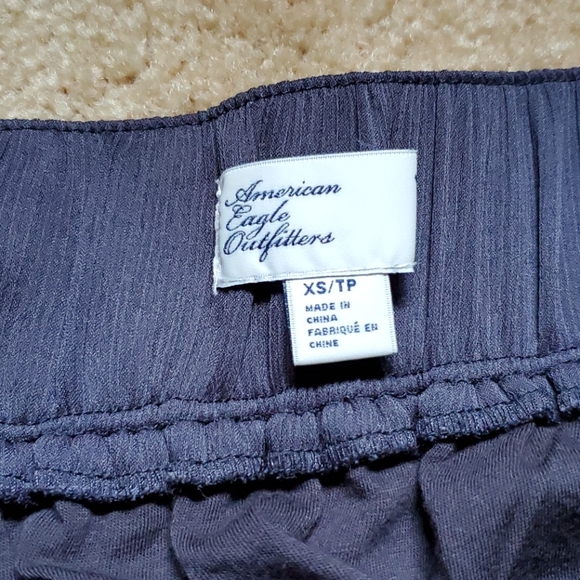 American
Eagle
Outfitters
XS/TP
MADE IN
CHINA
FABRIQUÉ EN
CHINE